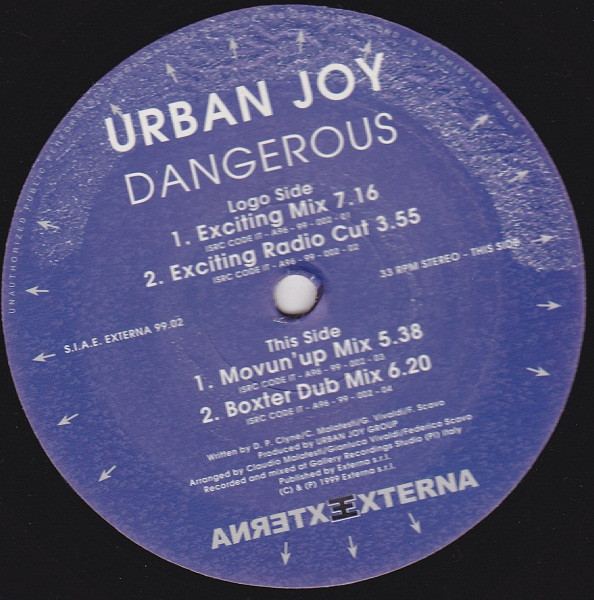 UNAUTHORIZED PUBLIC PERFORMANCE
URBAN JOY
DANGEROUS
Logo Side
1. Exciting Mix 7.16
ISRC CODE IT - A96 - 99 - 002 - 01
2. Exciting Radio Cut 3.55
ISRC CODE IT - A96 - 99 - 002 - 02
33 RPM STEREO - THIS SIDE
S.I.A.E. EXTERNA 99.02
This Side
1. Movun'up Mix 5.38
ISRC CODE IT - A96 - 99 - 002 - 03
2. Boxter Dub Mix 6.20
ISRC CODE IT - A96 - 99 - 002 - 04
Written by D. P. Clyne/C. Malatesti/G. Vivaldi/F. Scavo
Produced by URBAN JOY GROUP
Arranged by Claudio Malatesti/Gianluca Vivaldi/Federico Scavo
Recorded and mixed at Gallery Recordings Studio (PI) Italy
Published by Externa s.r.l.
(C) & (P) 1999 Externa s.r.l.
EXTERNA EXTERNA